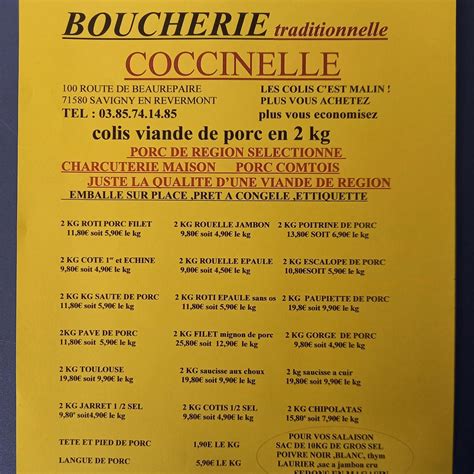 BOUCHERIE traditionnelle
COCCINELLE
100 ROUTE DE BEAUREPAIRE
71580 SAVIGNY EN REVERMONT
TEL : 03.85.74.14.85
LES COLIS C'EST MALIN !
PLUS VOUS ACHETEZ
plus vous economisez
colis viande de porc en 2 kg
PORC DE REGION SELECTIONNE
CHARCUTERIE MAISON PORC COMTOIS
JUSTE LA QUALITE D'UNE VIANDE DE REGION
EMBALLE SUR PLACE ,PRET A CONGELE ,ETTIQUETTE
2 KG ROTI PORC FILET
11,80€ soit 5,90€ le kg
2 KG ROUELLE JAMBON
9,80€ soit 4,90€ le kg
2 KG POITRINE DE PORC
13,80€ SOIT 6,90€ le kg
2 KG COTE 1er et ECHINE
9,80€ soit 4,90€ le kg
2 KG ROUELLE EPAULE
9,00€ soit 4,50€ le kg
2 KG ESCALOPE DE PORC
10,80€SOIT 5,90€ le kg
2 KG KG SAUTE DE PORC
11,80€ soit 5,90€ le kg
2 KG ROTI EPAULE sans os
11,80€ soit 5,90€ le kg
2 KG PAUPIETTE DE PORC
19,80€ soit 9,90€ le kg
2KG PAVE DE PORC
11,80€ soit 5,90€ le kg
2 KG FILET mignon de porc
25,80€ soit 12,90€ le kg
2 KG GORGE DE PORC
9,80€ soit 4,90€ le kg
2 KG TOULOUSE
19,80€ soit 9,90€ le kg
2 kg saucisse aux choux
19,80€ soit 9,90€ le kg
2 kg saucisse a cuir
19,80€ soit 9,90€ le kg
2 KG JARRET 1/2 SEL
9,80€ soit4,90€ le kg
2 KG COTIS 1/2 SEL
9,80€ soit 4,90€ le kg
2 KG CHIPOLATAS
15,80€ soit 7,90€ le kg
TETE ET PIED DE PORC 1,90€ LE KG
LANGUE DE PORC 5,90€ LE KG
POUR VOS SALAISON
SAC DE 10KG DE GROS SEL
POIVRE NOIR ,BLANC, thym
LAURIER ,sac a jambon cru